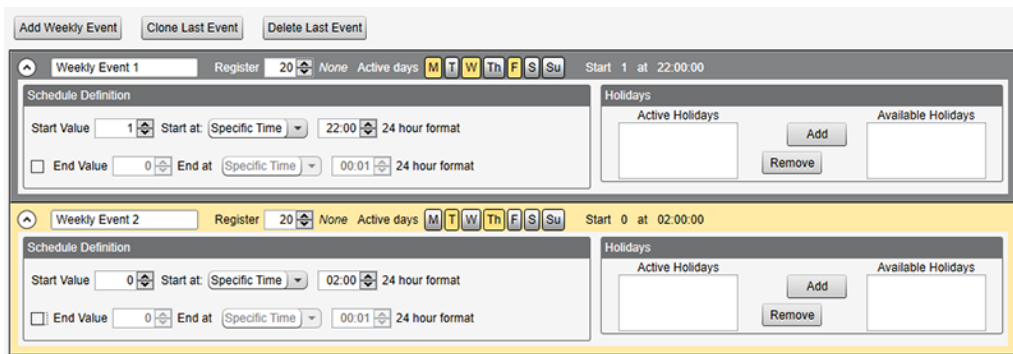 Add Weekly Event Clone Last Event Delete Last Event
Weekly Event 1 Register 20 None Active days M T W Th F S Su Start 1 at 22:00:00
Schedule Definition Holidays
Active Holidays Available Holidays
Start Value 1 Start at: Specific Time 22:00 24 hour format Add
End Value 0 End at Specific Time 00:01 24 hour format Remove
Weekly Event 2 Register 20 None Active days M T W Th F S Su Start 0 at 02:00:00
Schedule Definition Holidays
Active Holidays Available Holidays
Start Value 0 Start at: Specific Time 02:00 24 hour format Add
End Value 0 End at Specific Time 00:01 24 hour format Remove